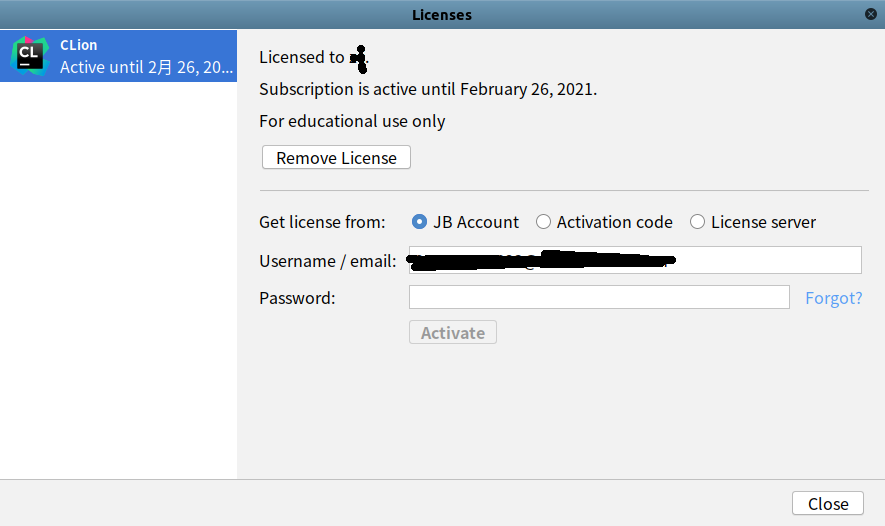 Licenses
CL
CLion
Active until 2月 26, 20...
Licensed to
Subscription is active until February 26, 2021.
For educational use only
Remove License
Get license from: JB Account Activation code License server
Username / email: @
Password: Forgot?
Activate
Close